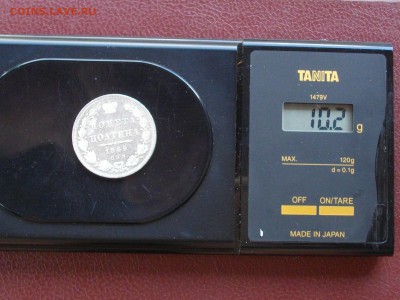 COINS.LAVE.RU
TANITA
1479V
10.2 g
MAX. 120g
d = 0.1g
OFF ON/TARE
MADE IN JAPAN
МОНЕТА
ПОЛТИНА